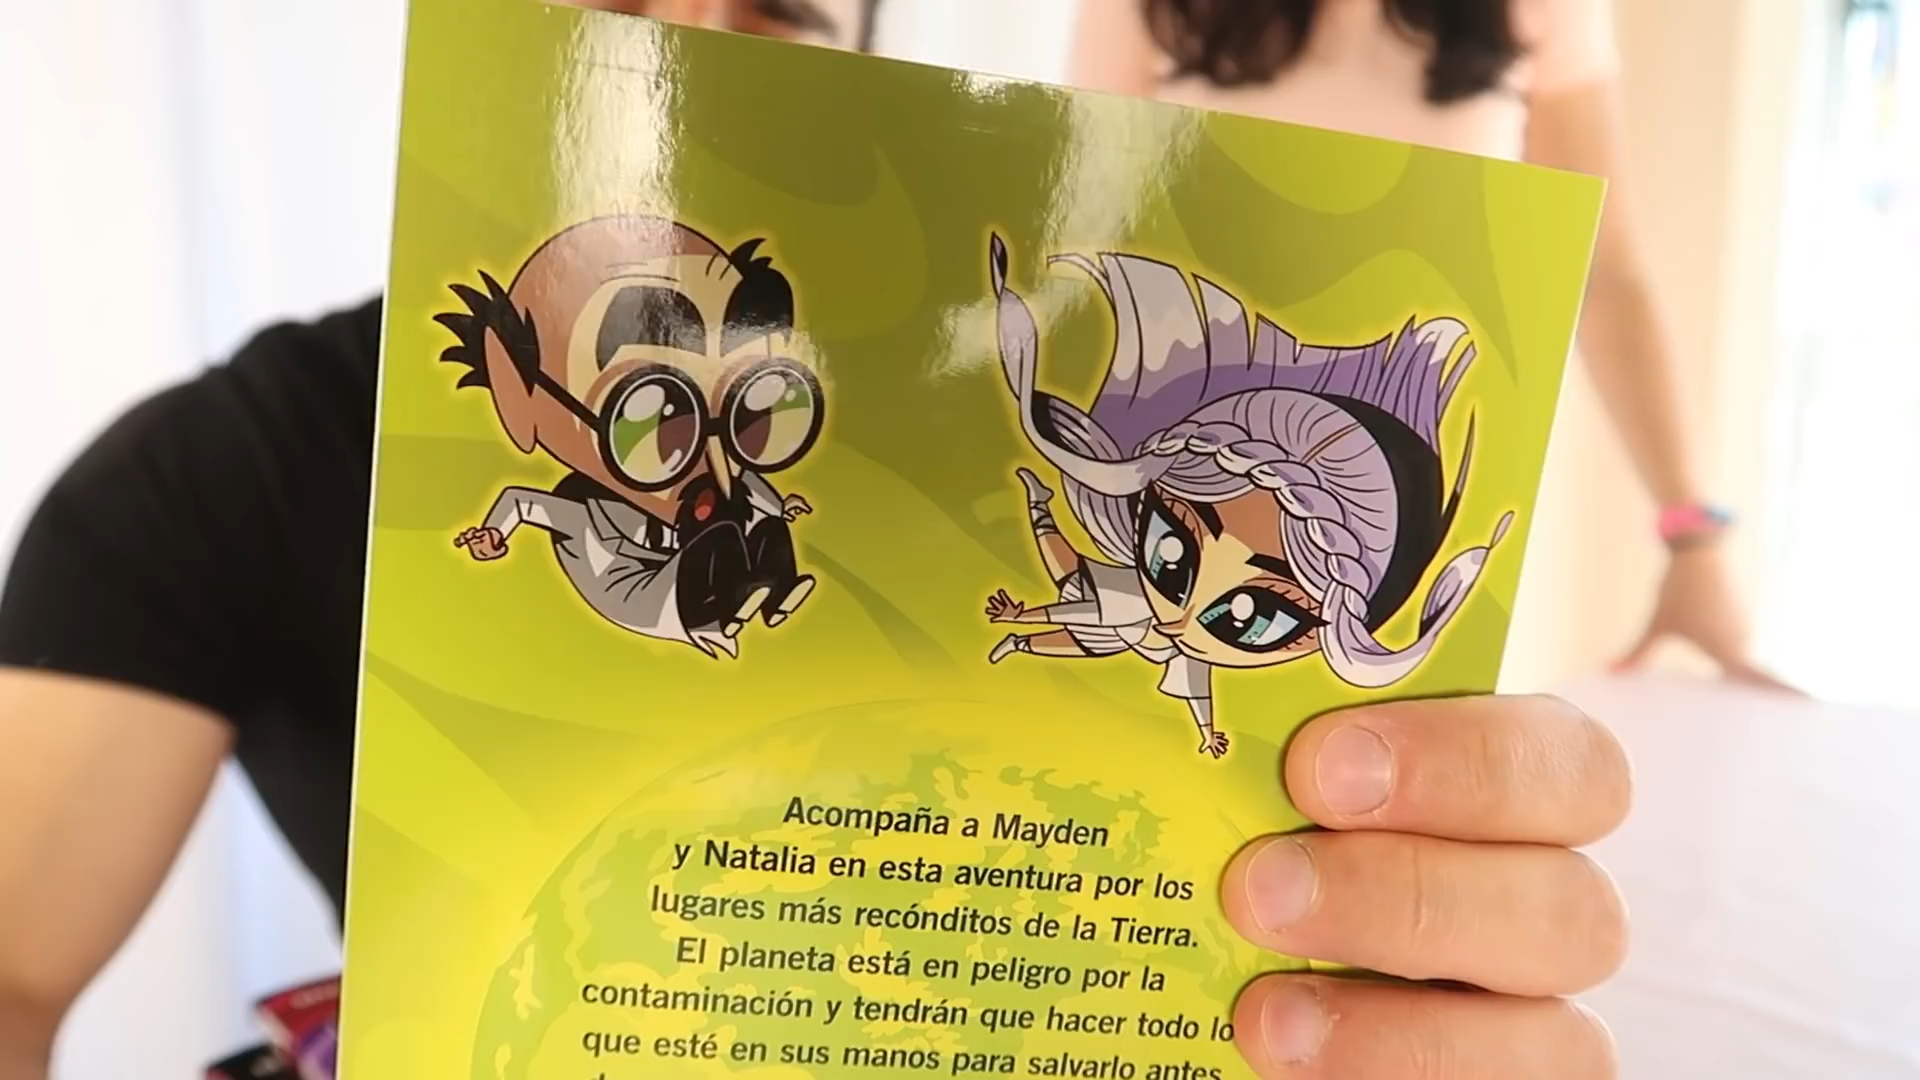 Acompaña a Mayden
y Natalia en esta aventura por los
lugares más recónditos de la Tierra.
El planeta está en peligro por la
contaminación y tendrán que hacer todo lo
que esté en sus manos para salvarlo antes